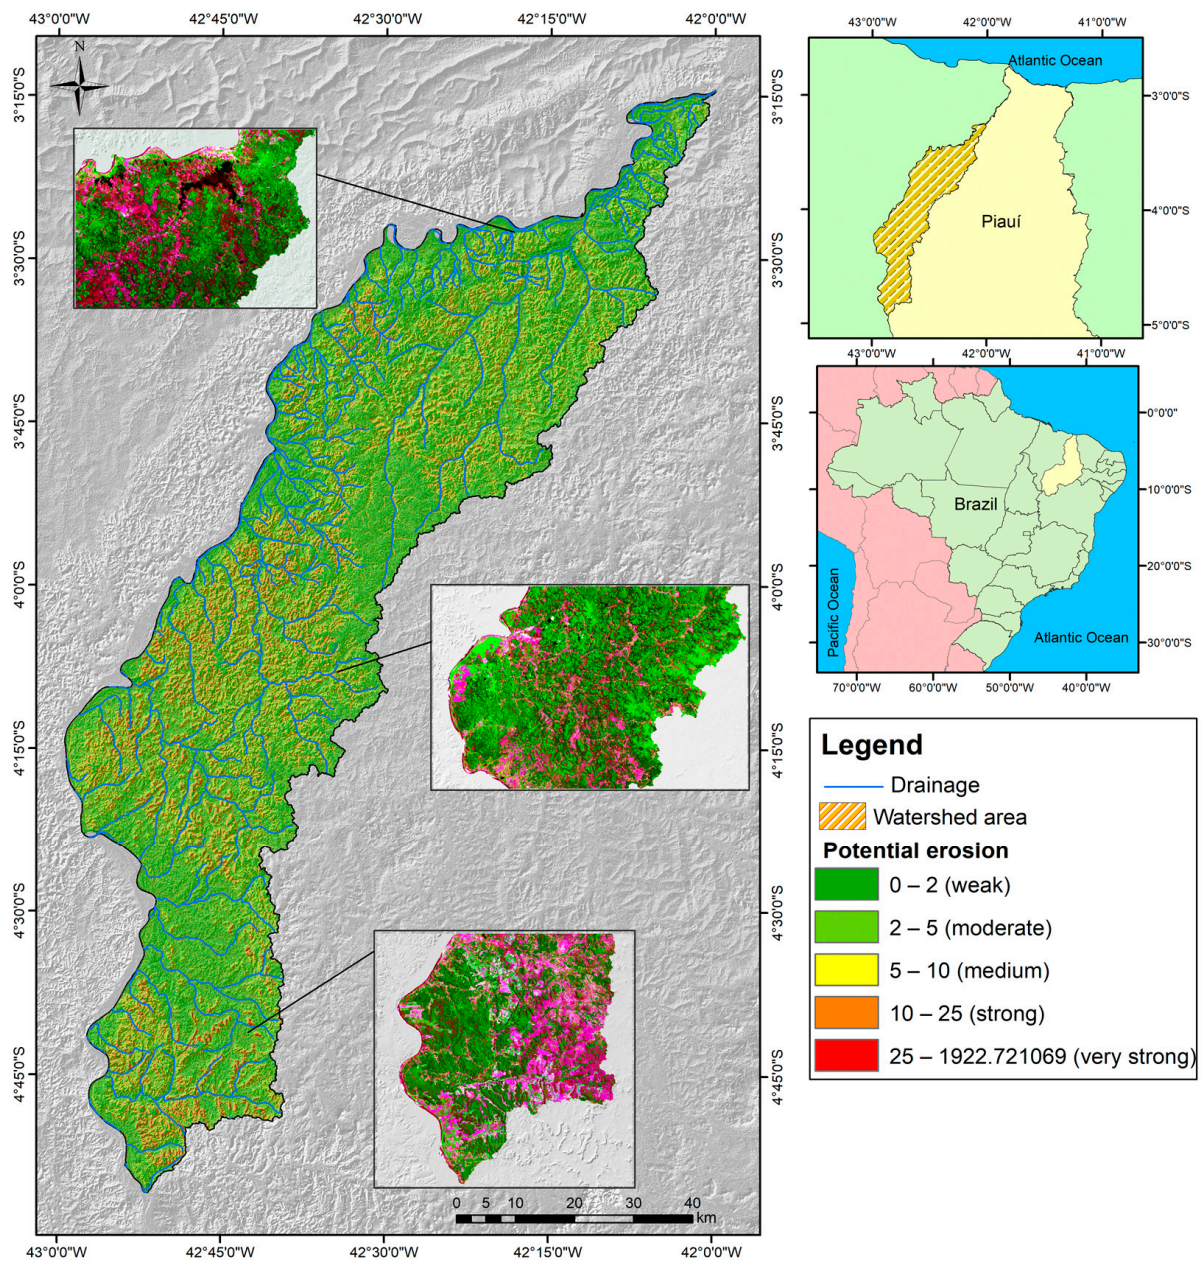 43°0'0"W 42°45'0"W 42°30'0"W 42°15'0"W 42°0'0"W
N
3°15'0"S
3°30'0"S
3°45'0"S
4°0'0"S
4°15'0"S
4°30'0"S
4°45'0"S
3°15'0"S
3°30'0"S
3°45'0"S
4°0'0"S
4°15'0"S
4°30'0"S
4°45'0"S
0 5 10 20 30 40
km
43°0'0"W 42°45'0"W 42°30'0"W 42°15'0"W 42°0'0"W
43°0'0"W 42°0'0"W 41°0'0"W
Atlantic Ocean
3°0'0"S
Piauí
4°0'0"S
5°0'0"S
43°0'0"W 42°0'0"W 41°0'0"W
0°0'0"
10°0'0"S
Brazil
20°0'0"S
Pacific Ocean
Atlantic Ocean
30°0'0"S
70°0'0"W 60°0'0"W 50°0'0"W 40°0'0"W
Legend
Drainage
Watershed area
Potential erosion
0 – 2 (weak)
2 – 5 (moderate)
5 – 10 (medium)
10 – 25 (strong)
25 – 1922.721069 (very strong)